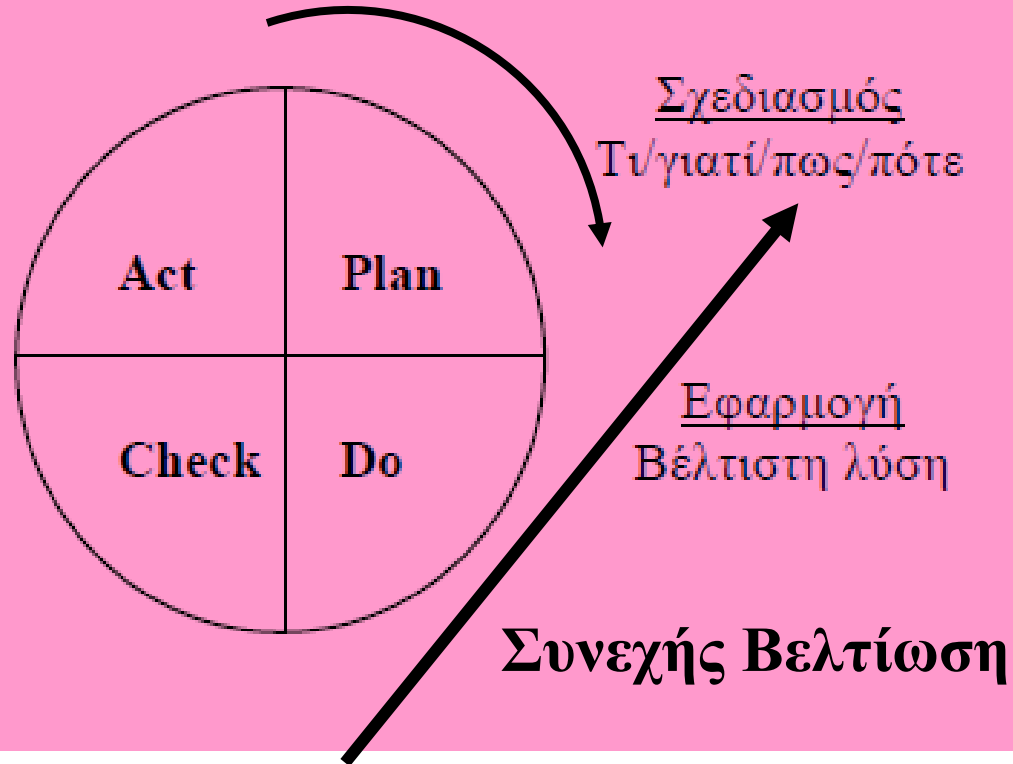 Σχεδιασμός
Τι/γιατί/πως/πότε
Act Plan
Εφαρμογή
Βέλτιστη λύση
Check Do
Συνεχής Βελτίωση